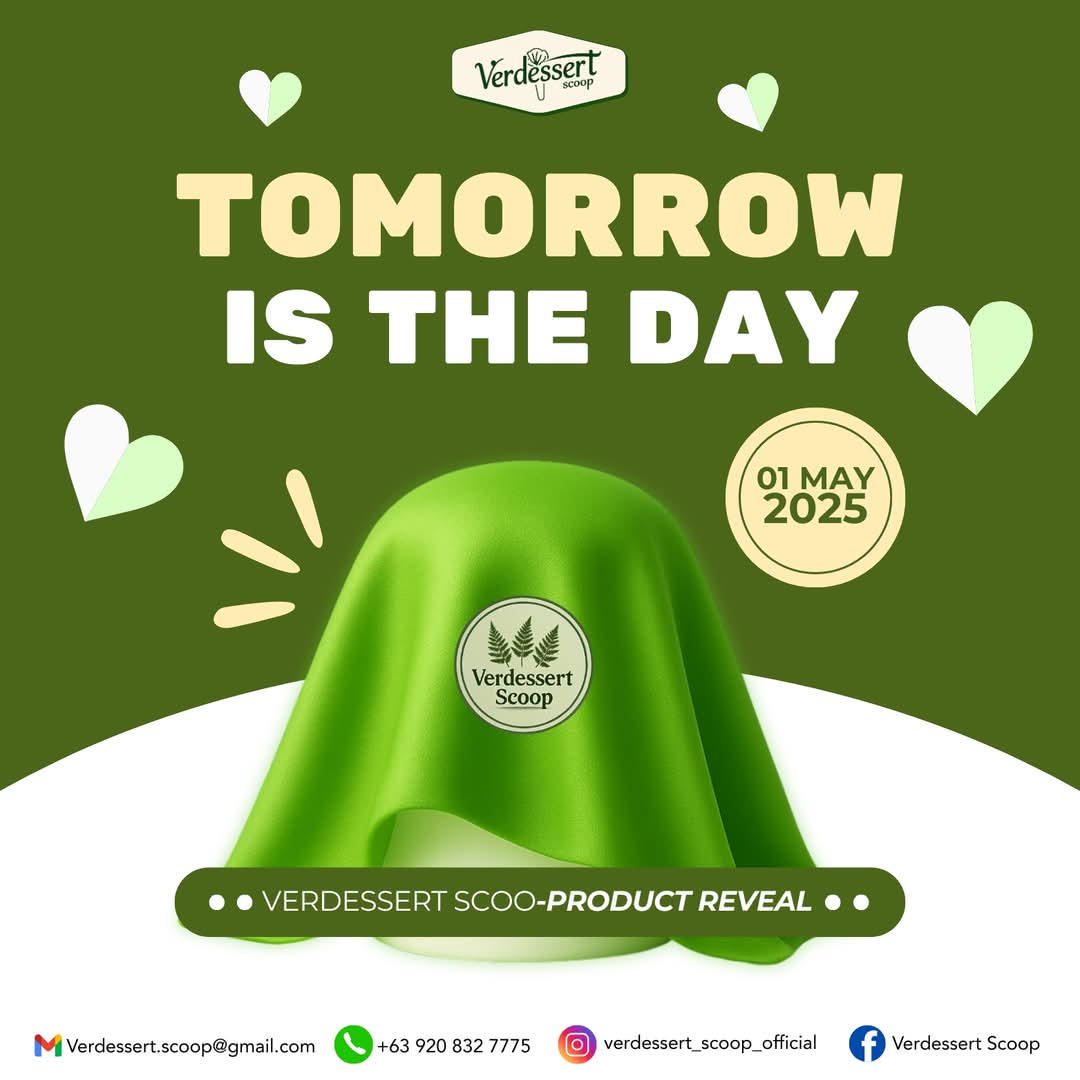 Verdessert
scoop
TOMORROW
IS THE DAY
01 MAY
2025
Verdessert
Scoop
VERDESSERT SCOO-PRODUCT REVEAL
Verdessert.scoop@gmail.com
+63 920 832 7775
verdessert_scoop_official
Verdessert Scoop